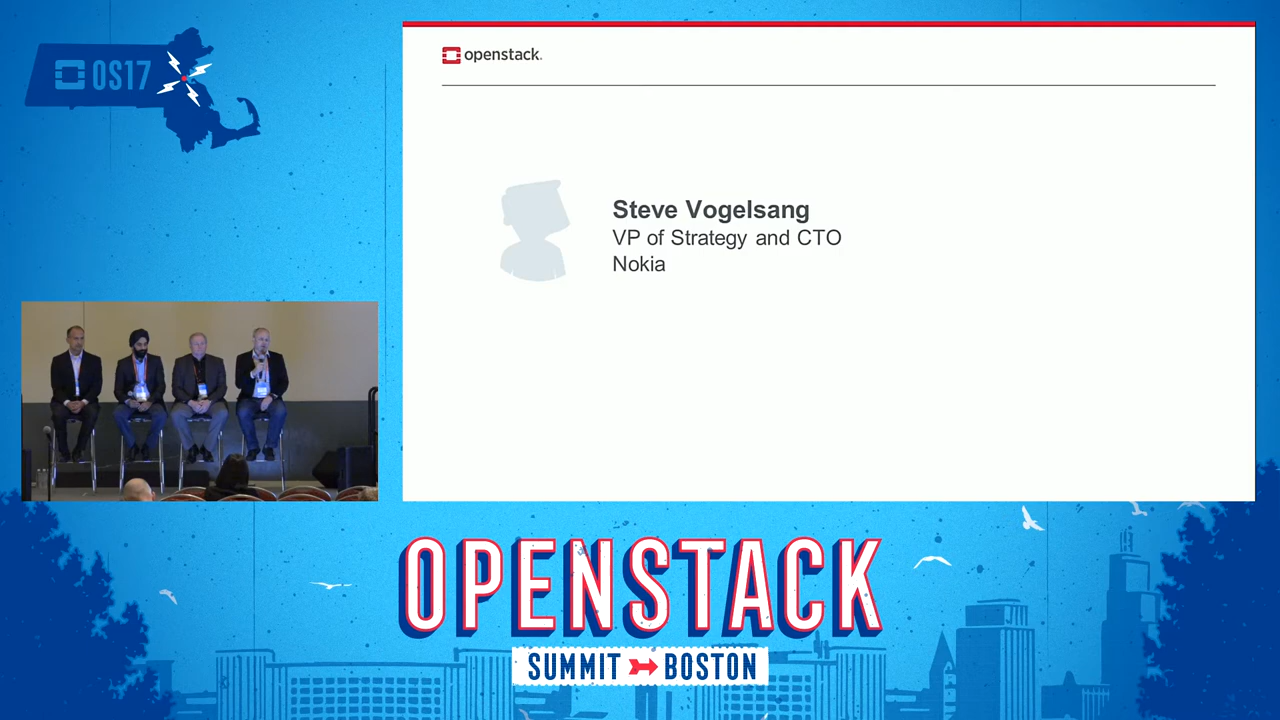 OS17
openstack.
Steve Vogelsang
VP of Strategy and CTO
Nokia
OPENSTACK
SUMMIT BOSTON